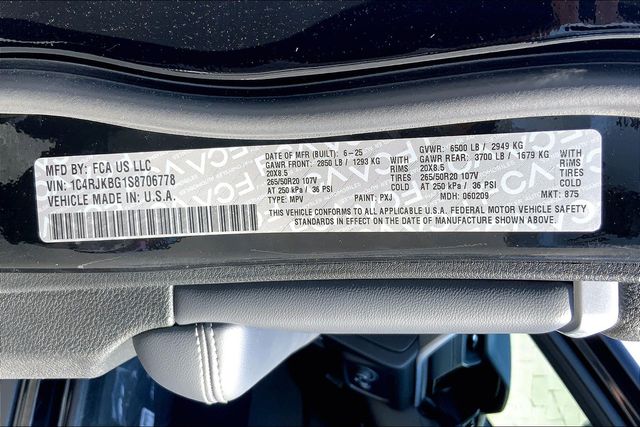 MFD BY: FCA US LLC
VIN: 1C4RJKBG1S8706778
VEHICLE MADE IN U.S.A.
DATE OF MFR (BUILT): 6-25
GAWR FRONT: 2850 LB / 1293 KG
20X8.5 RIMS
265/50R20 107V TIRES
AT 250 kPa / 36 PSI
TYPE: MPV PAINT: PXJ
GVWR: 6500 LB / 2949 KG
GAWR REAR: 3700 LB / 1679 KG
20X8.5 RIMS
265/50R20 107V TIRES
AT 250 kPa / 36 PSI
MDH: 060209 MKT: 875
THIS VEHICLE CONFORMS TO ALL APPLICABLE U.S.A. FEDERAL MOTOR VEHICLE SAFETY
STANDARDS IN EFFECT ON THE DATE OF MANUFACTURE SHOWN ABOVE.